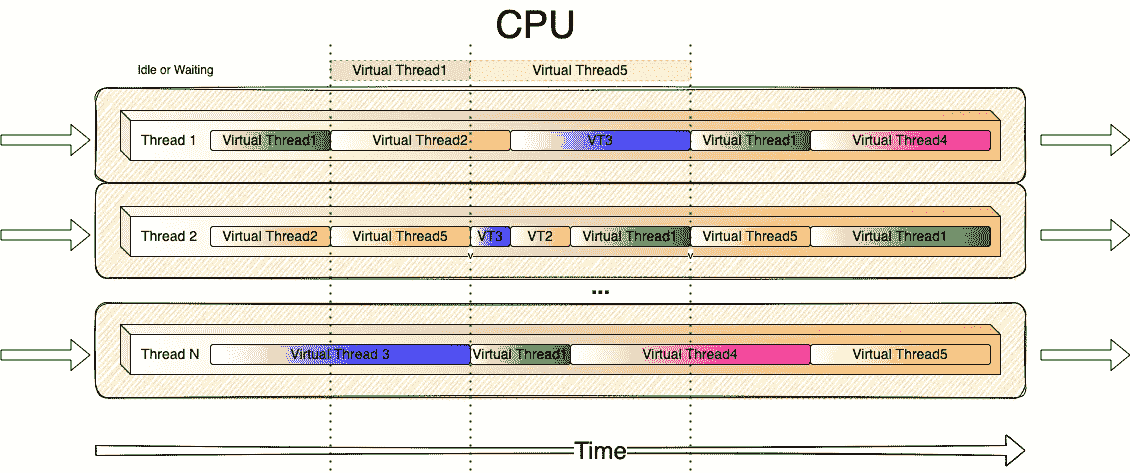 CPU
Idle or Waiting Virtual Thread1 Virtual Thread5
Thread 1 Virtual Thread1 Virtual Thread2 VT3 Virtual Thread1 Virtual Thread4
Thread 2 Virtual Thread2 Virtual Thread5 VT3 VT2 Virtual Thread1 Virtual Thread5 Virtual Thread1
...
Thread N Virtual Thread 3 Virtual Thread1 Virtual Thread4 Virtual Thread5
Time